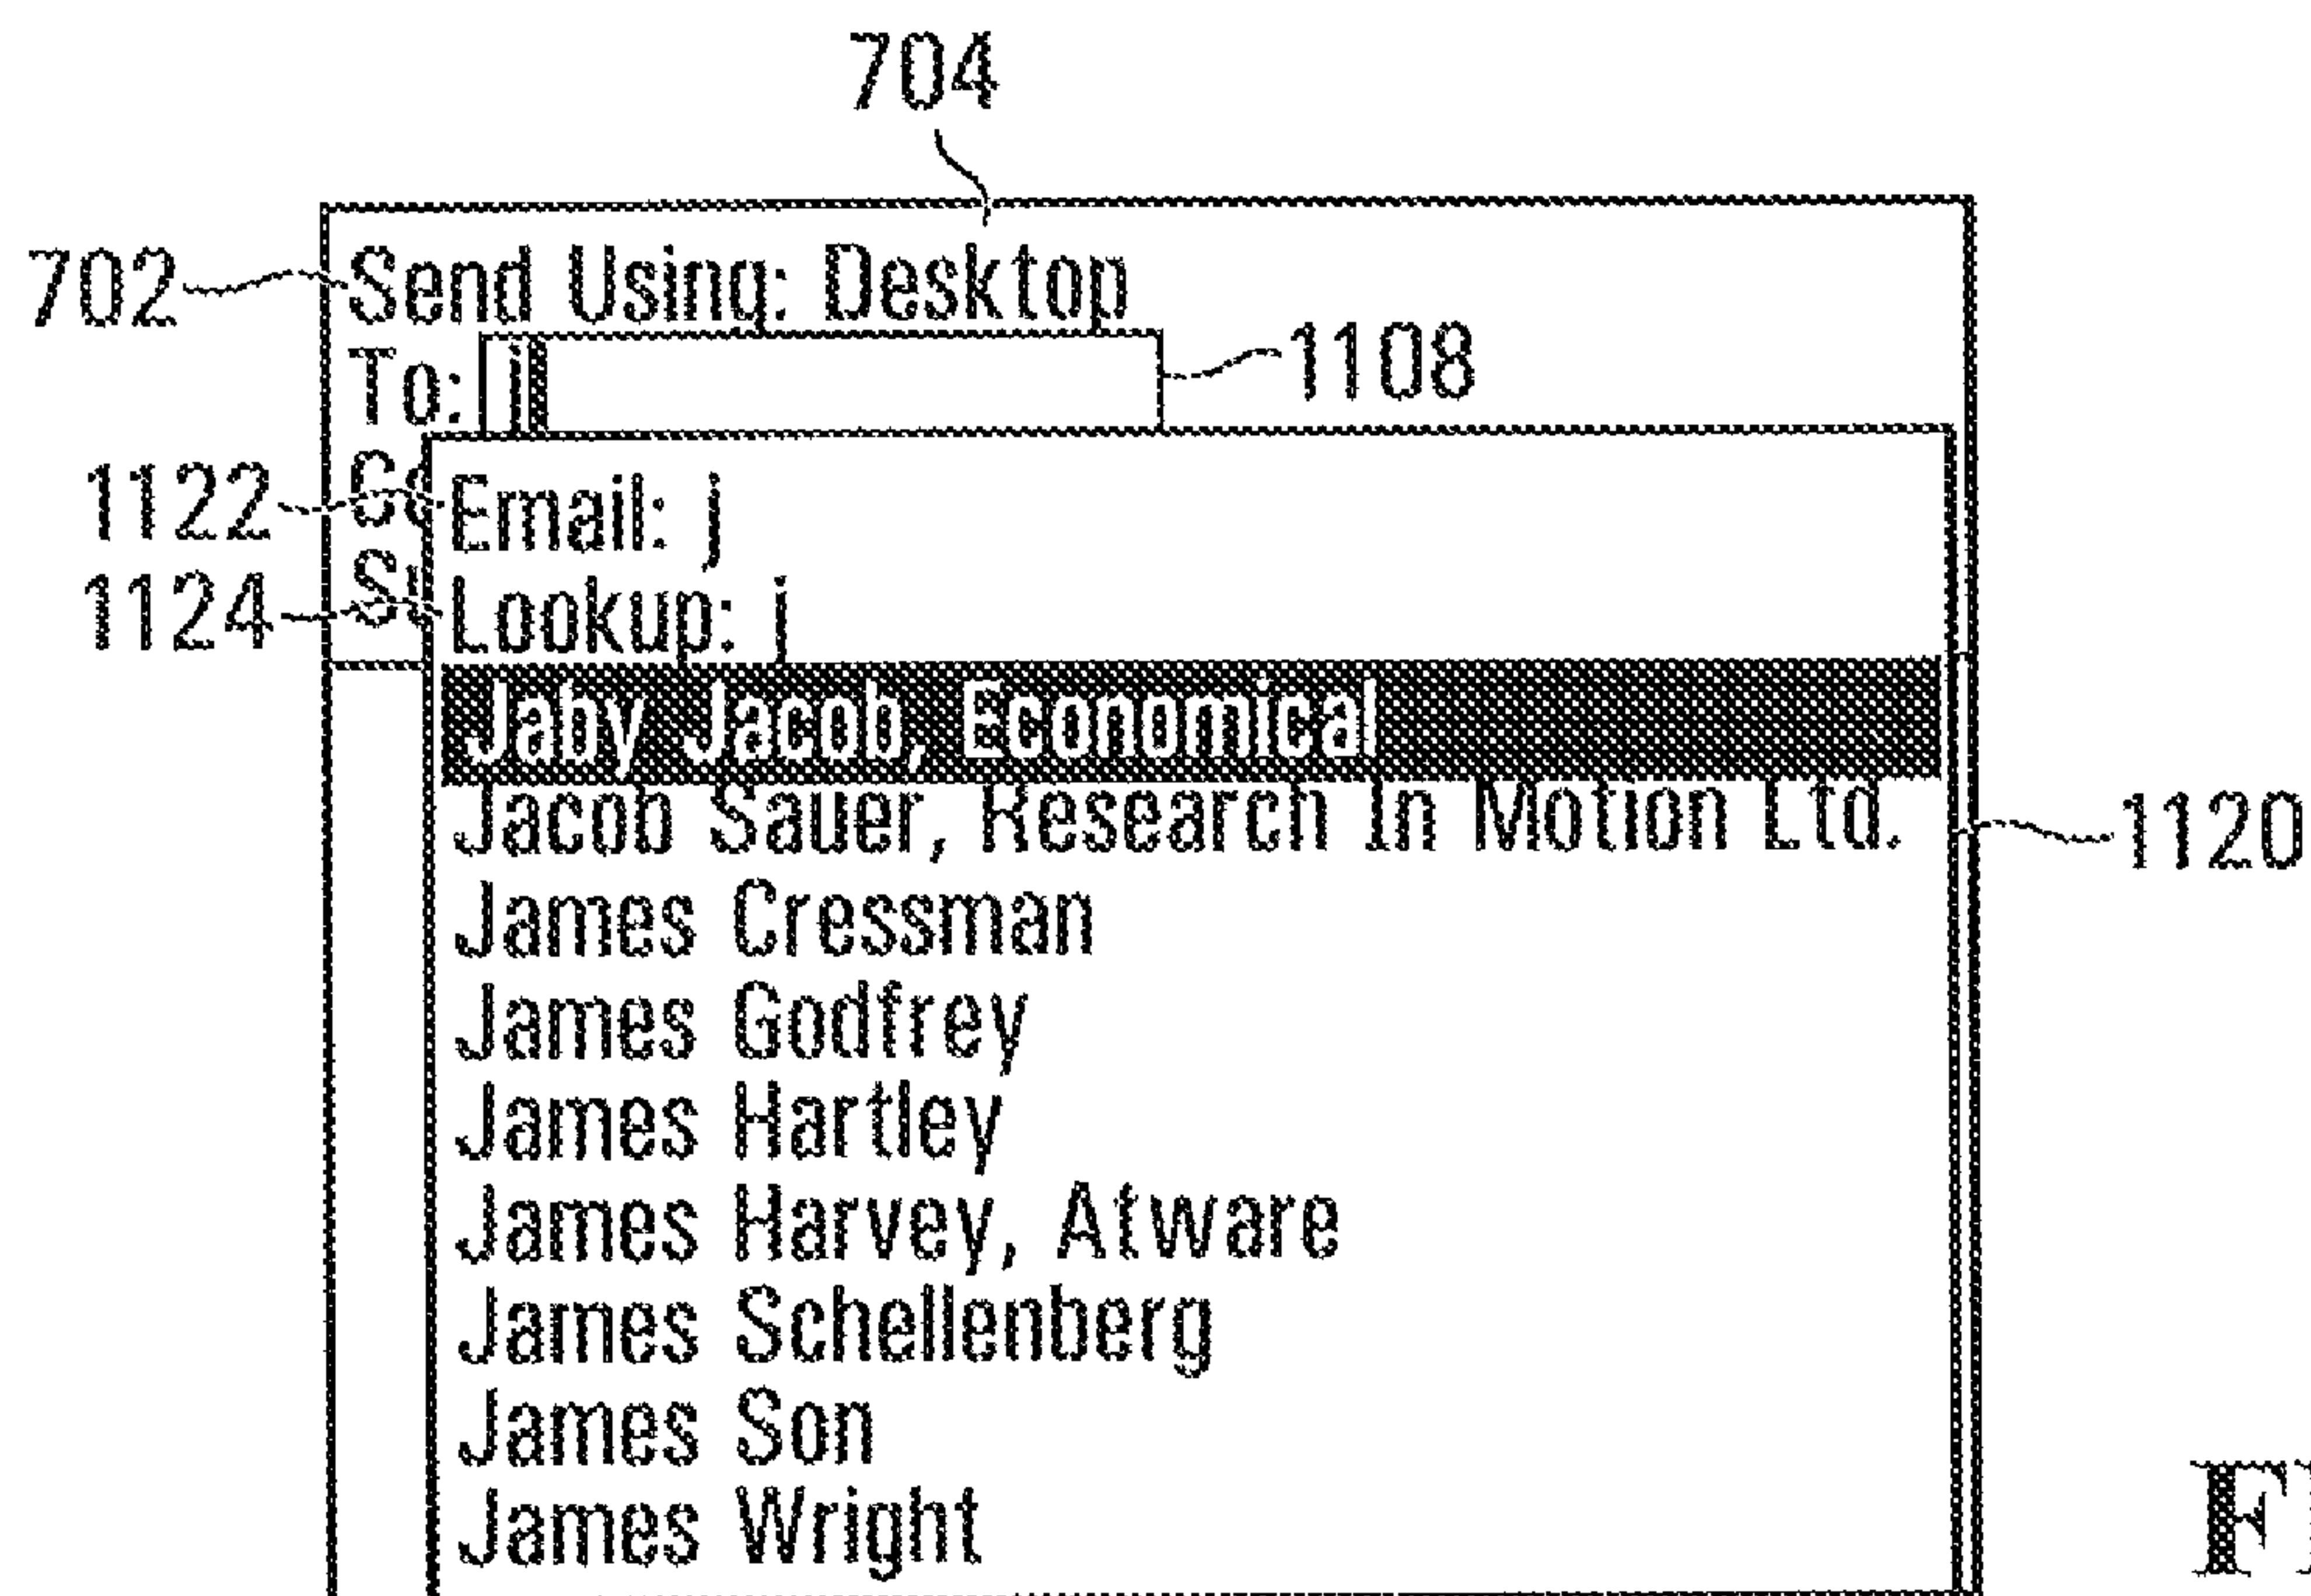 704
702 Send Using: Desktop
To: j 1108
1122 Email: j
1124 Lookup: j
Jaby Jacob, Economical
Jacob Sauer, Research In Motion Ltd.
1120
James Cressman
James Godfrey
James Hartley
James Harvey, Atware
James Schellenberg
James Son
James Wright